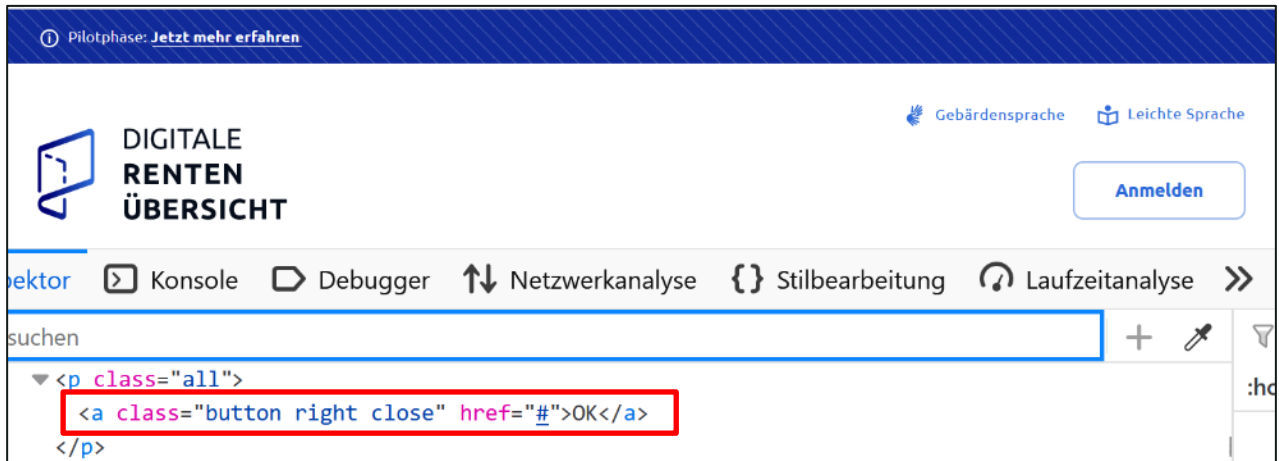 Pilotphase: Jetzt mehr erfahren
Gebärdensprache Leichte Sprache
DIGITALE
RENTEN
ÜBERSICHT
Anmelden
pektor Konsole Debugger Netzwerkanalyse {} Stilbearbeitung Laufzeitanalyse
suchen
<p class="all">
:ho
<a class="button right close" href="#">OK</a>
</p>